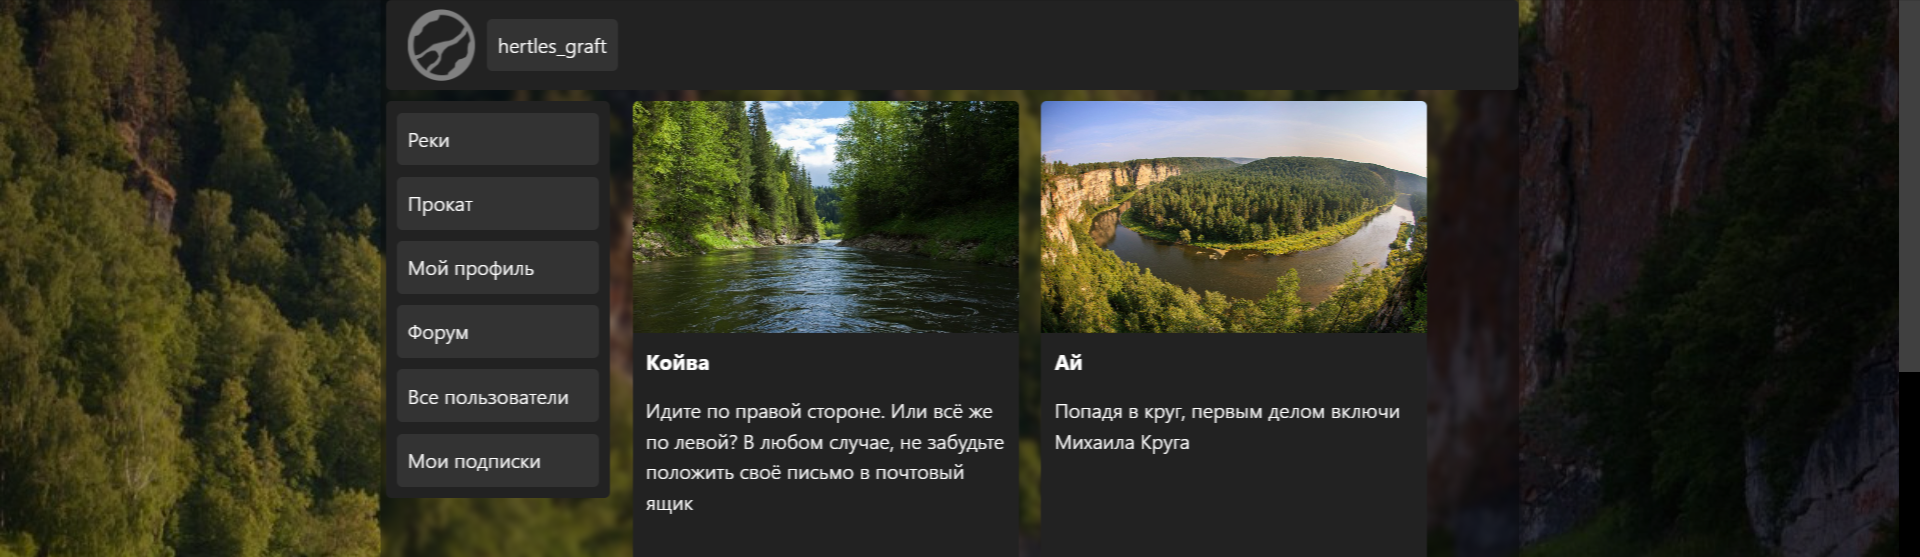 hertles_graft
Реки
Прокат
Мой профиль
Форум
Все пользователи
Мои подписки
Койва
Идите по правой стороне. Или всё же
по левой? В любом случае, не забудьте
положить своё письмо в почтовый
ящик
Ай
Попадя в круг, первым делом включи
Михаила Круга